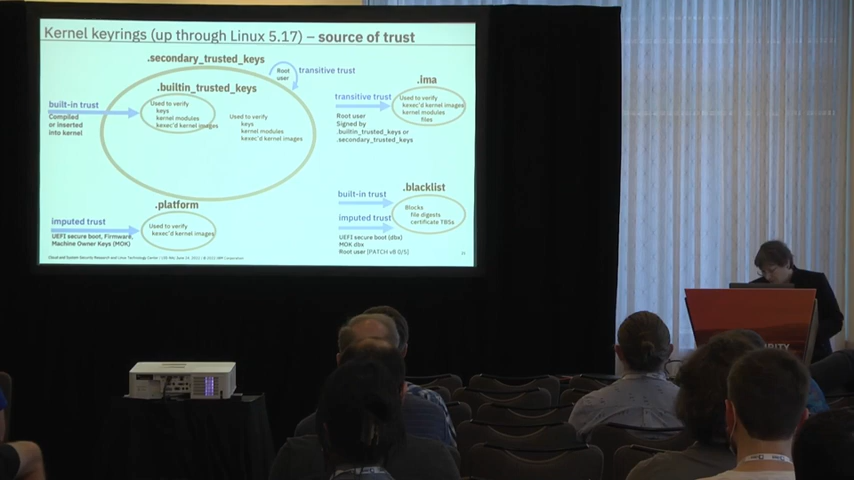 Kernel keyrings (up through Linux 5.17) – source of trust
.secondary_trusted_keys
Root
user
transitive trust
.builtin_trusted_keys
built-in trust
Compiled
or inserted
into kernel
Used to verify
keys
kernel modules
kexec'd kernel images
Used to verify
keys
kernel modules
kexec'd kernel images
.ima
transitive trust
Root user
Signed by
.builtin_trusted_keys or
.secondary_trusted_keys
Used to verify
kexec'd kernel images
kernel modules
files
.platform
imputed trust
UEFI secure boot, Firmware,
Machine Owner Keys (MOK)
Used to verify
kexec'd kernel images
.blacklist
built-in trust
imputed trust
UEFI secure boot (dbx)
MOK dbx
Root user [PATCH v8 0/5]
Blocks
file digests
certificate TBSs